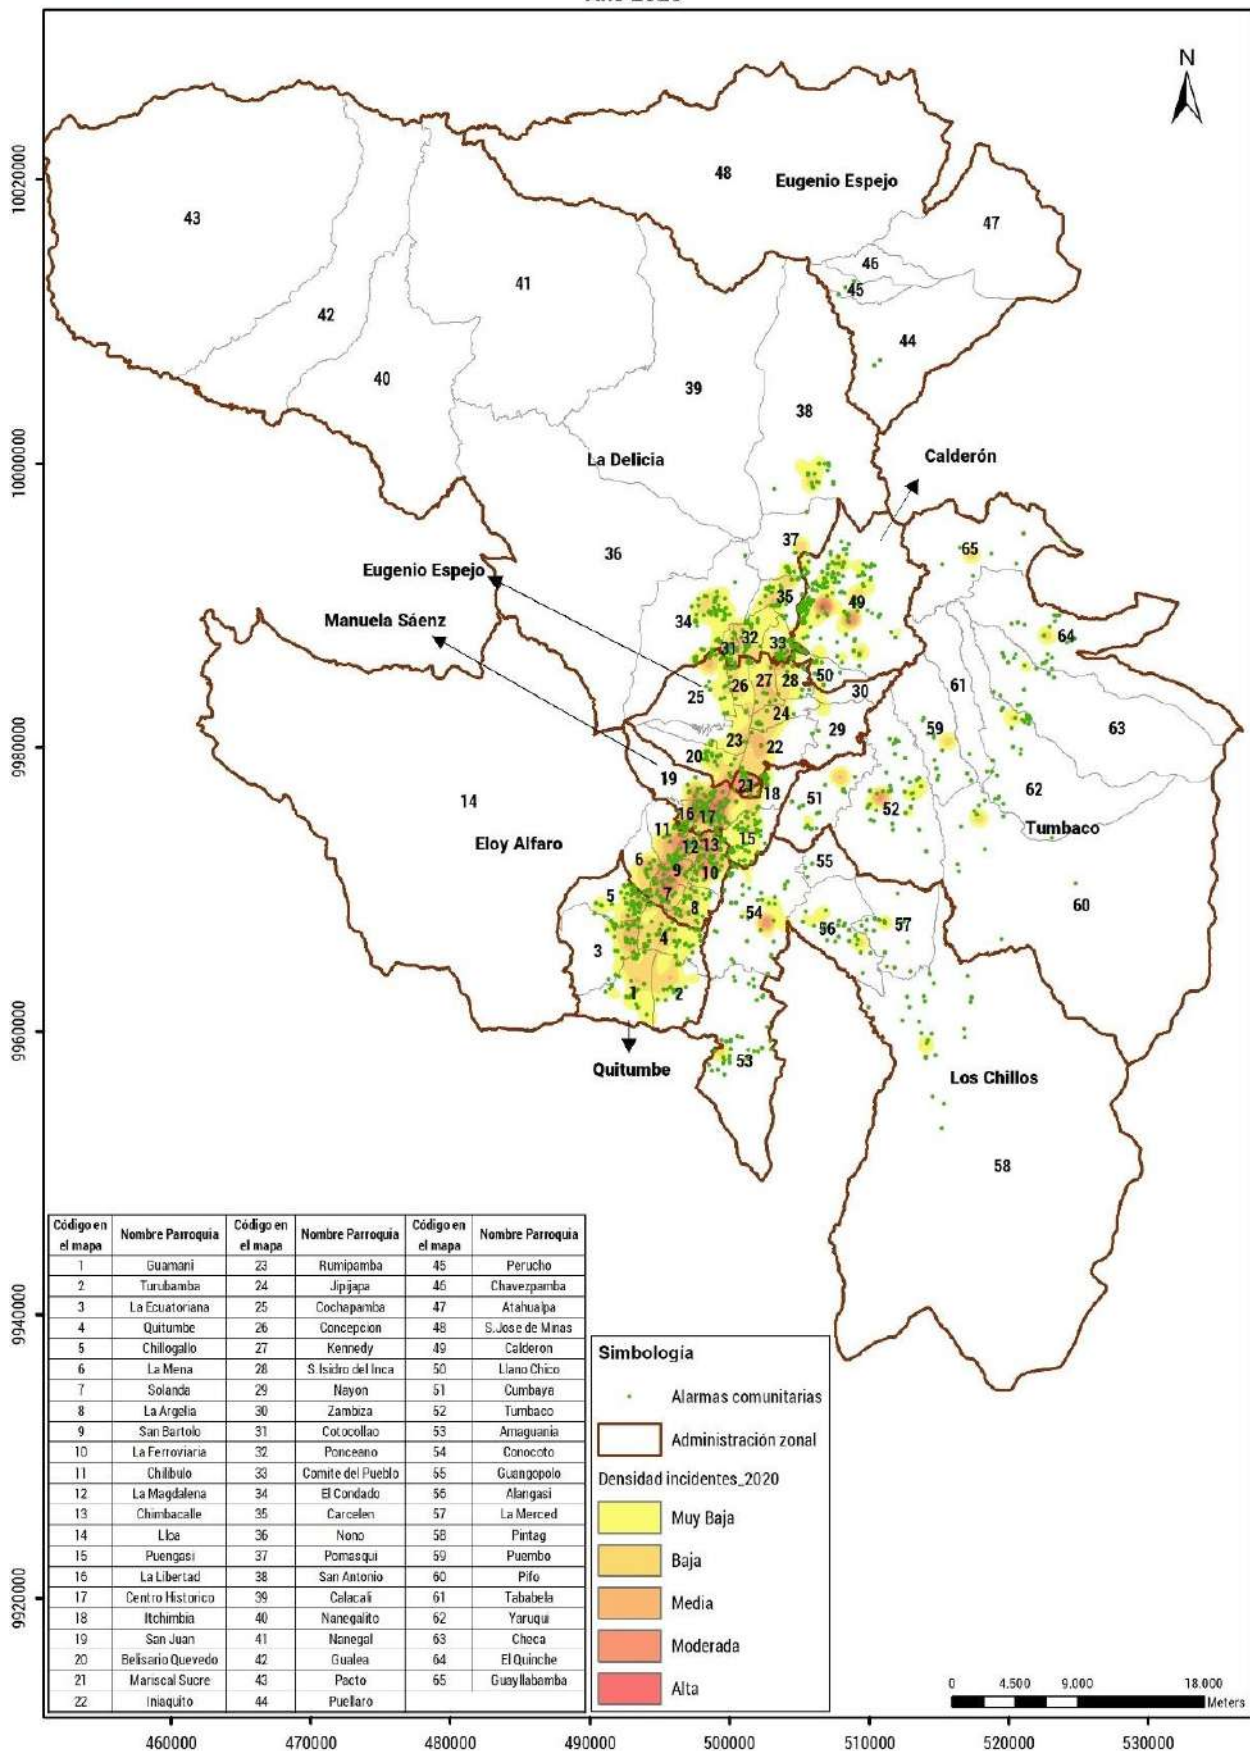 10020000
48
Eugenio Espejo
N
43
47
46
45
41
42
44
40
39
38
10000000
La Delicia
Calderón
36
37
65
Eugenio Espejo
35
49
Manuela Sáenz
34
32
31
33
64
25
26
27
28
50
30
61
24
59
29
63
9980000
23
22
20
19
21
18
51
52
62
14
16
17
Tumbaco
11
12
13
15
Eloy Alfaro
6
9
10
55
7
60
5
8
54
57
56
4
3
1
2
9960000
53
Quitumbe
Los Chillos
58
Código en el mapa Nombre Parroquia Código en el mapa Nombre Parroquia Código en el mapa Nombre Parroquia
1 Guamani 23 Rumipamba 45 Perucho
2 Turubamba 24 Jipijapa 46 Chavezpamba
3 La Ecuatoriana 25 Cochapamba 47 Atahualpa
4 Quitumbe 26 Concepcion 48 S.Jose de Minas
5 Chillogallo 27 Kennedy 49 Calderon
6 La Mena 28 S.Isidro del Inca 50 Llano Chico
7 Solanda 29 Nayon 51 Cumbaya
8 La Argelia 30 Zambiza 52 Tumbaco
9 San Bartolo 31 Cotocollao 53 Amaguania
10 La Ferroviaria 32 Ponceano 54 Conocoto
11 Chilibulo 33 Comite del Pueblo 55 Guangopolo
12 La Magdalena 34 El Condado 56 Alangasi
13 Chimbacalle 35 Carcelen 57 La Merced
14 Lloa 36 Nono 58 Pintag
15 Puengasi 37 Pomasqui 59 Puembo
16 La Libertad 38 San Antonio 60 Pifo
17 Centro Historico 39 Calacali 61 Tababela
18 Itchimbia 40 Nanegalito 62 Yaruqui
19 San Juan 41 Nanegal 63 Checa
20 Belisario Quevedo 42 Gualea 64 El Quinche
21 Mariscal Sucre 43 Pacto 65 Guayllabamba
22 Iniaquito 44 Puellaro
9940000
9920000
Simbología
Alarmas comunitarias
Administración zonal
Densidad incidentes_2020
Muy Baja
Baja
Media
Moderada
Alta
0 4.500 9.000 18.000
Meters
460000 470000 480000 490000 500000 510000 520000 530000